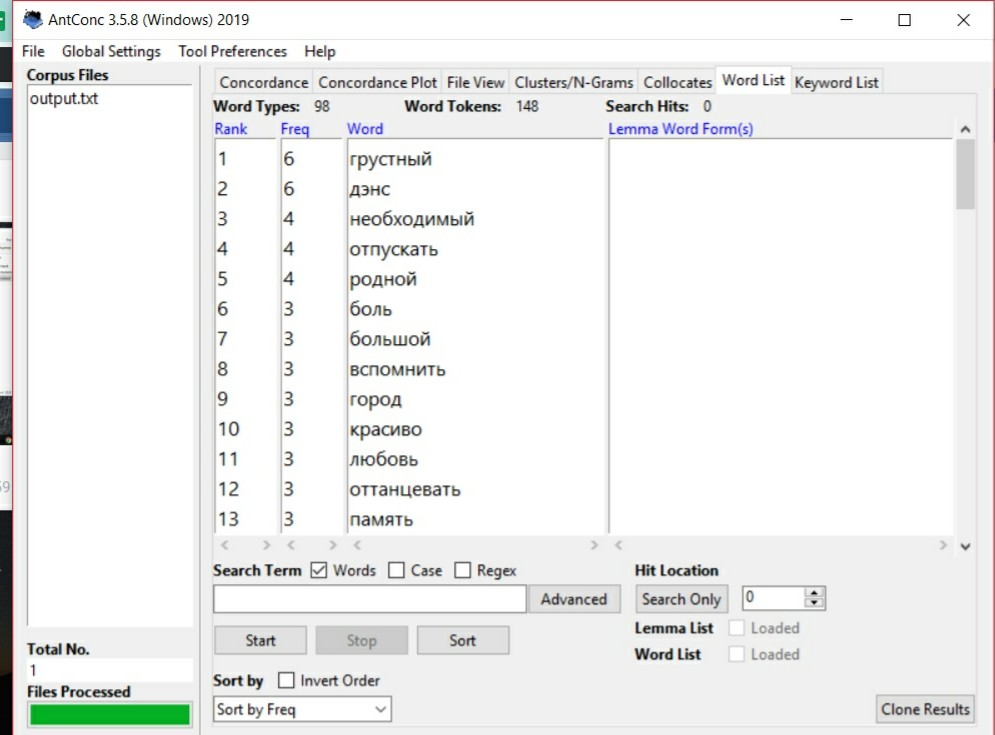 AntConc 3.5.8 (Windows) 2019
File Global Settings Tool Preferences Help
Corpus Files
output.txt
Concordance Concordance Plot File View Clusters/N-Grams Collocates Word List Keyword List
Word Types: 98 Word Tokens: 148 Search Hits: 0
Rank Freq Word Lemma Word Form(s)
1 6 грустный
2 6 дэнс
3 4 необходимый
4 4 отпускать
5 4 родной
6 3 боль
7 3 большой
8 3 вспомнить
9 3 город
10 3 красиво
11 3 любовь
12 3 оттанцевать
13 3 память
Search Term Words Case Regex Hit Location
Advanced Search Only 0
Start Stop Sort Lemma List Loaded
Word List Loaded
Sort by Invert Order
Sort by Freq Clone Results
Total No.
1
Files Processed